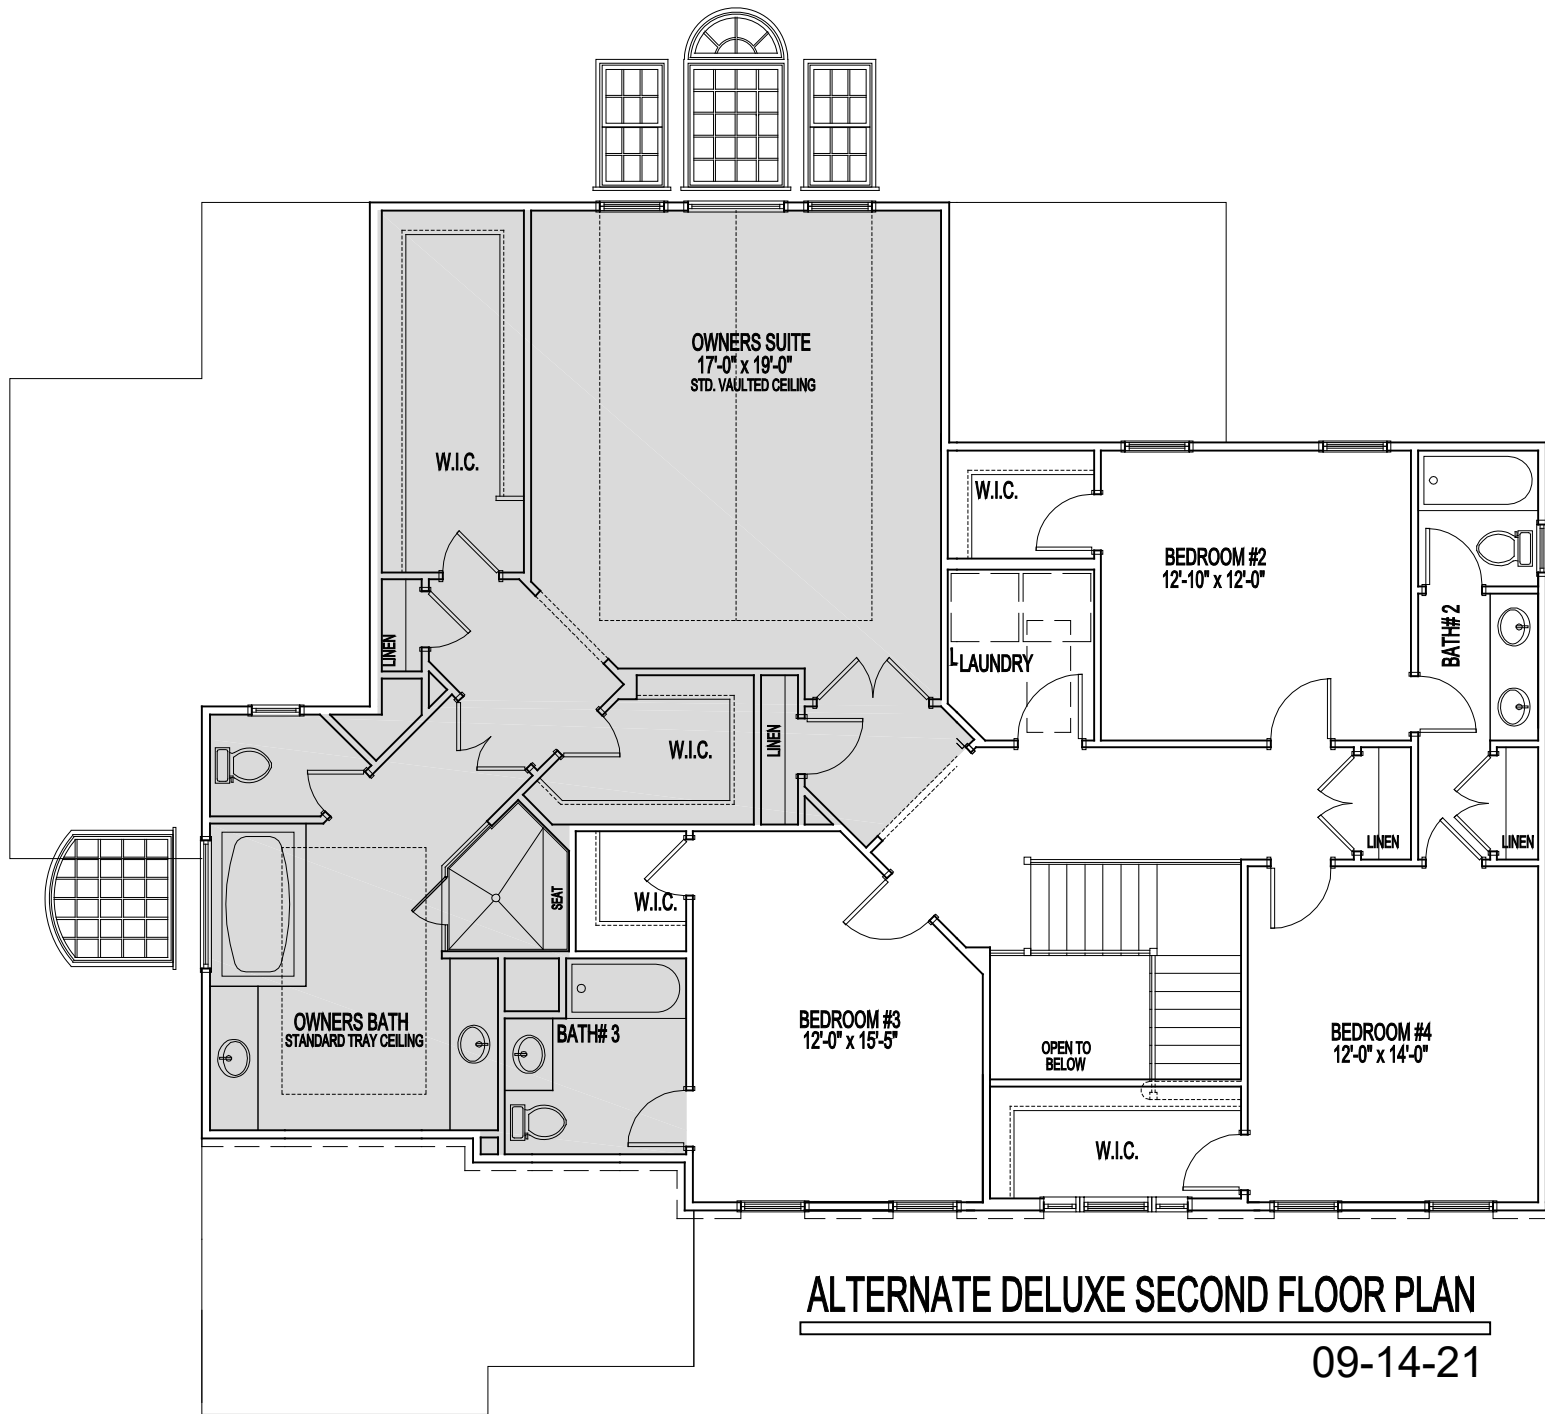 OWNERS SUITE
17'-0" x 19'-0"
STD. VAULTED CEILING
W.I.C.
W.I.C.
BEDROOM #2
12'-10" x 12'-0"
BATH# 2
LINEN
LAUNDRY
W.I.C.
LINEN
LINEN
LINEN
SEAT
W.I.C.
OWNERS BATH
STANDARD TRAY CEILING
BATH# 3
BEDROOM #3
12'-0" x 15'-5"
OPEN TO
BELOW
BEDROOM #4
12'-0" x 14'-0"
W.I.C.
ALTERNATE DELUXE SECOND FLOOR PLAN
09-14-21